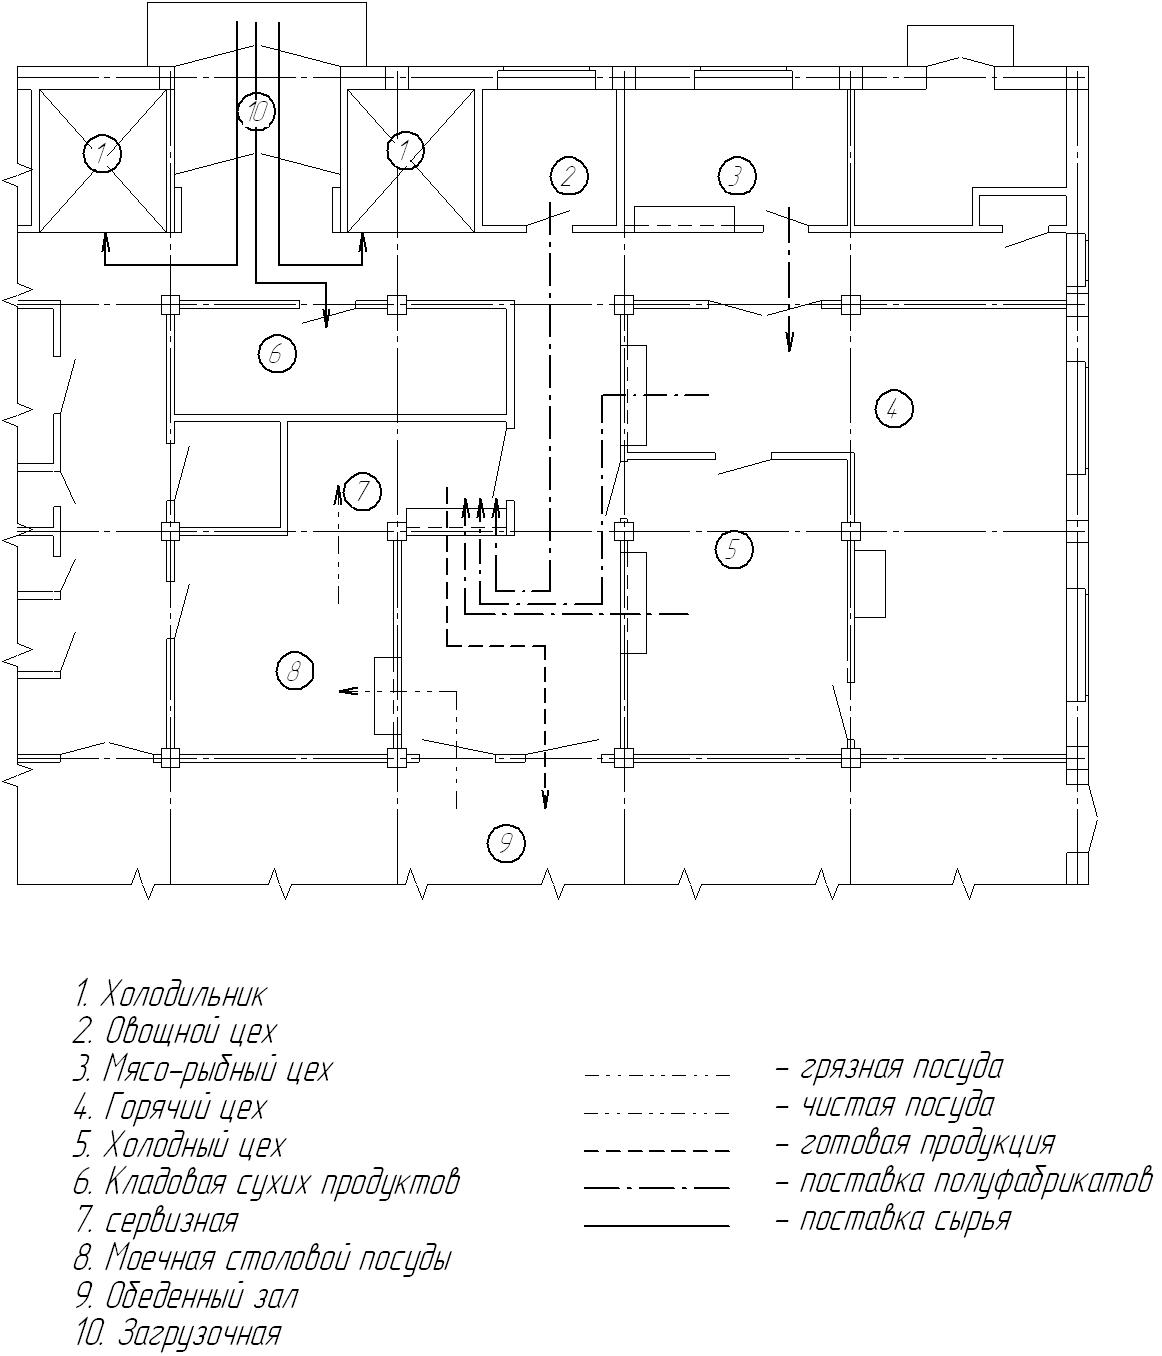 10
1
1
2
3
6
4
7
5
8
9
1. Холодильник
2. Овощной цех
3. Мясо-рыбный цех
4. Горячий цех
5. Холодный цех
6. Кладовая сухих продуктов
7. сервизная
8. Моечная столовой посуды
9. Обеденный зал
10. Загрузочная
- грязная посуда
- чистая посуда
- готовая продукция
- поставка полуфабрикатов
- поставка сырья